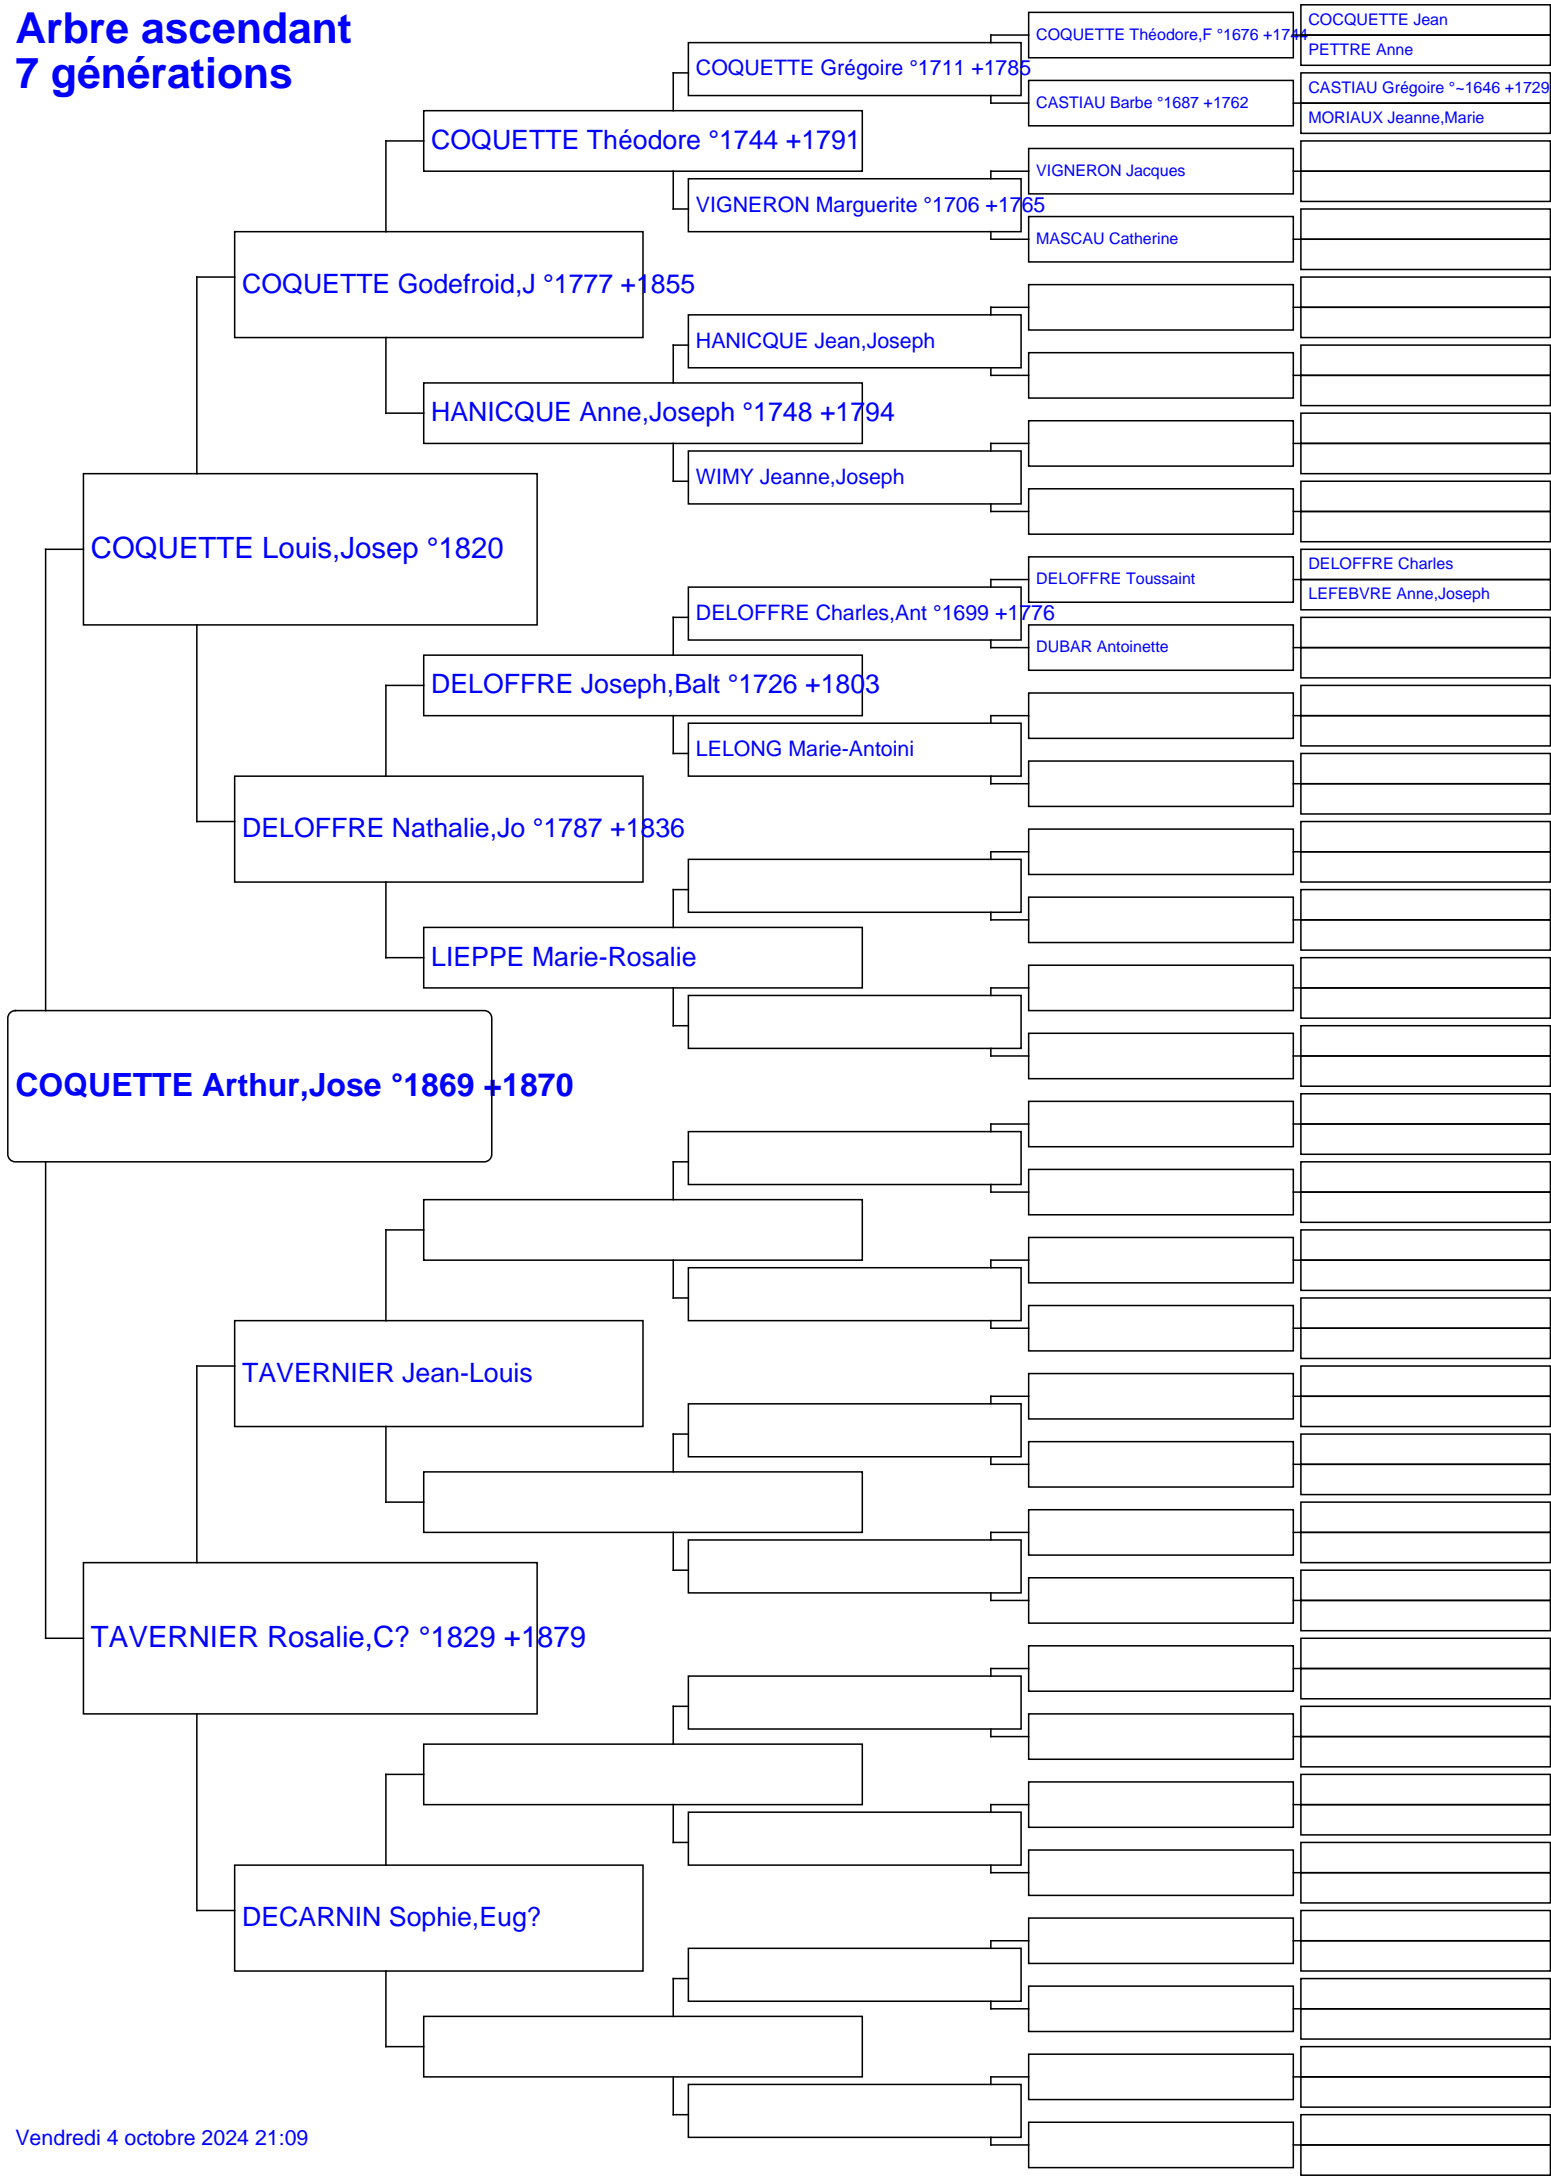 Arbre ascendant
7 générations
COCQUETTE Jean
COQUETTE Théodore,F °1676 +1744
PETTRE Anne
COQUETTE Grégoire °1711 +1785
CASTIAU Grégoire °~1646 +1729
CASTIAU Barbe °1687 +1762
MORIAUX Jeanne,Marie
COQUETTE Théodore °1744 +1791
VIGNERON Jacques
VIGNERON Marguerite °1706 +1765
MASCAU Catherine
COQUETTE Godefroid,J °1777 +1855
HANICQUE Jean,Joseph
HANICQUE Anne,Joseph °1748 +1794
WIMY Jeanne,Joseph
COQUETTE Louis,Josep °1820
DELOFFRE Charles
DELOFFRE Toussaint
LEFEBVRE Anne,Joseph
DELOFFRE Charles,Ant °1699 +1776
DUBAR Antoinette
DELOFFRE Joseph,Balt °1726 +1803
LELONG Marie-Antoini
DELOFFRE Nathalie,Jo °1787 +1836
LIEPPE Marie-Rosalie
COQUETTE Arthur,Jose °1869 +1870
TAVERNIER Jean-Louis
TAVERNIER Rosalie,C? °1829 +1879
DECARNIN Sophie,Eug?
Vendredi 4 octobre 2024 21:09